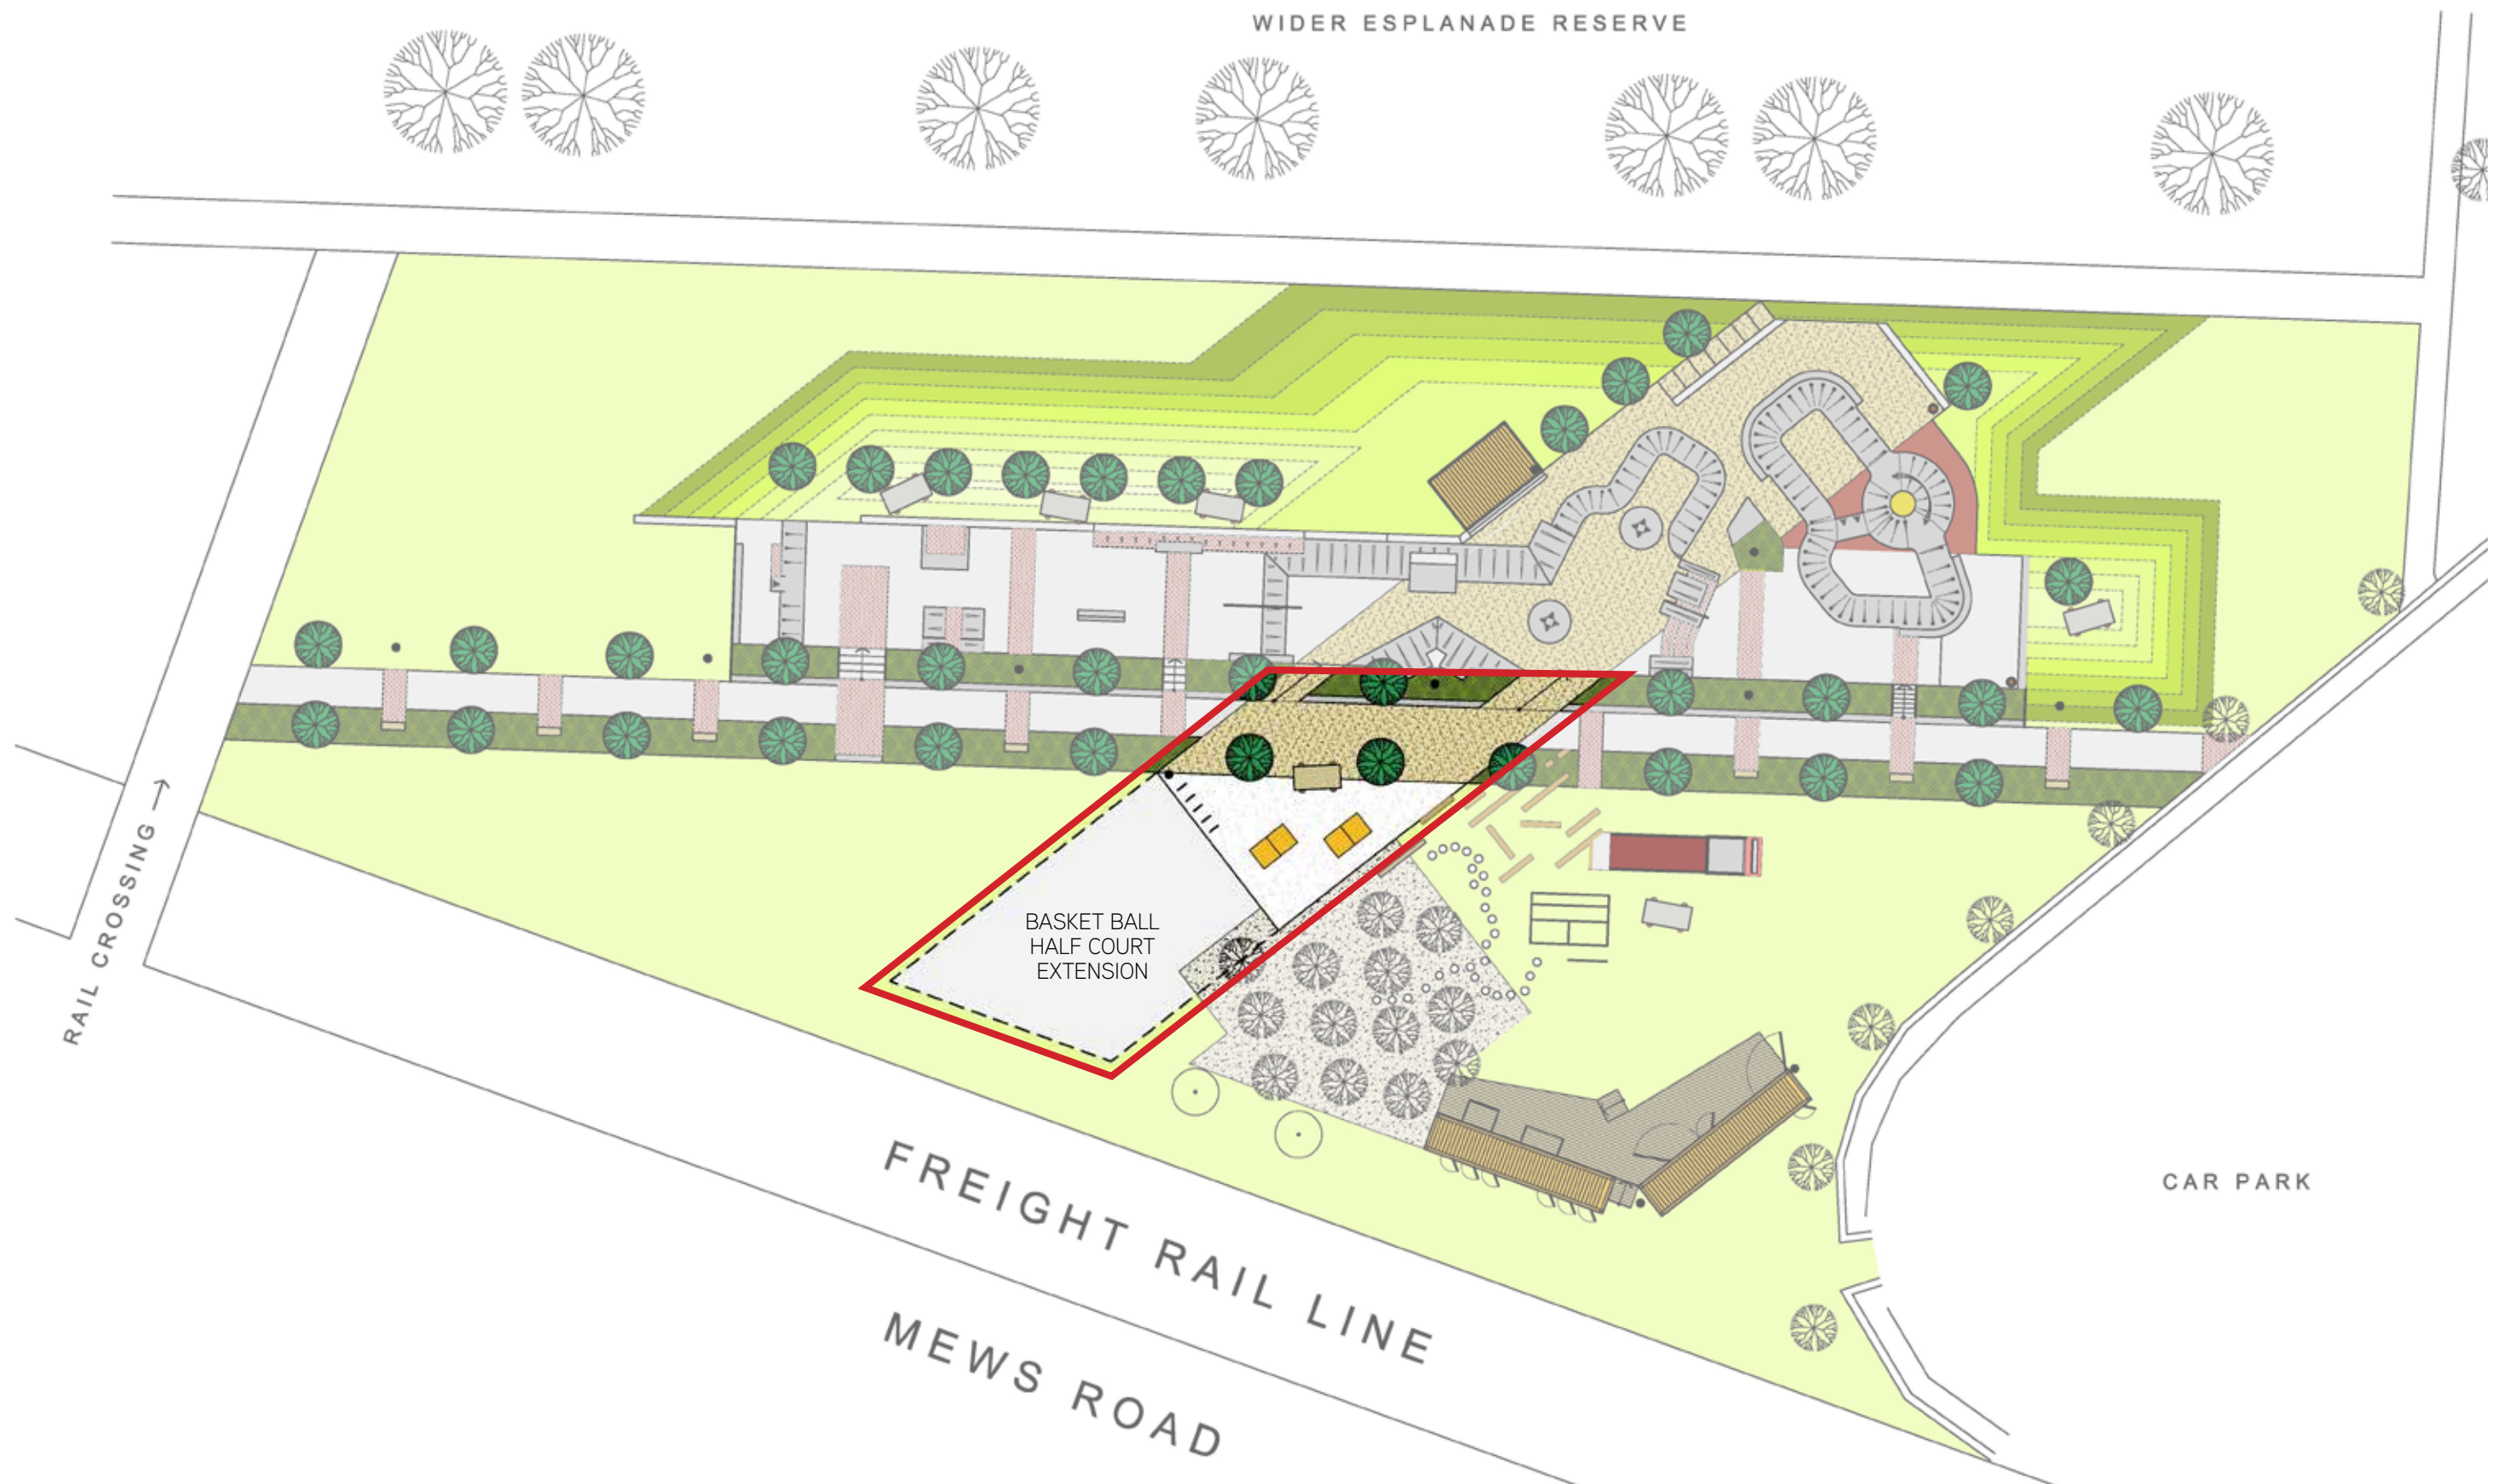 WIDER ESPLANADE RESERVE
RAIL CROSSING →
BASKET BALL
HALF COURT
EXTENSION
CAR PARK
FREIGHT RAIL LINE
MEWS ROAD